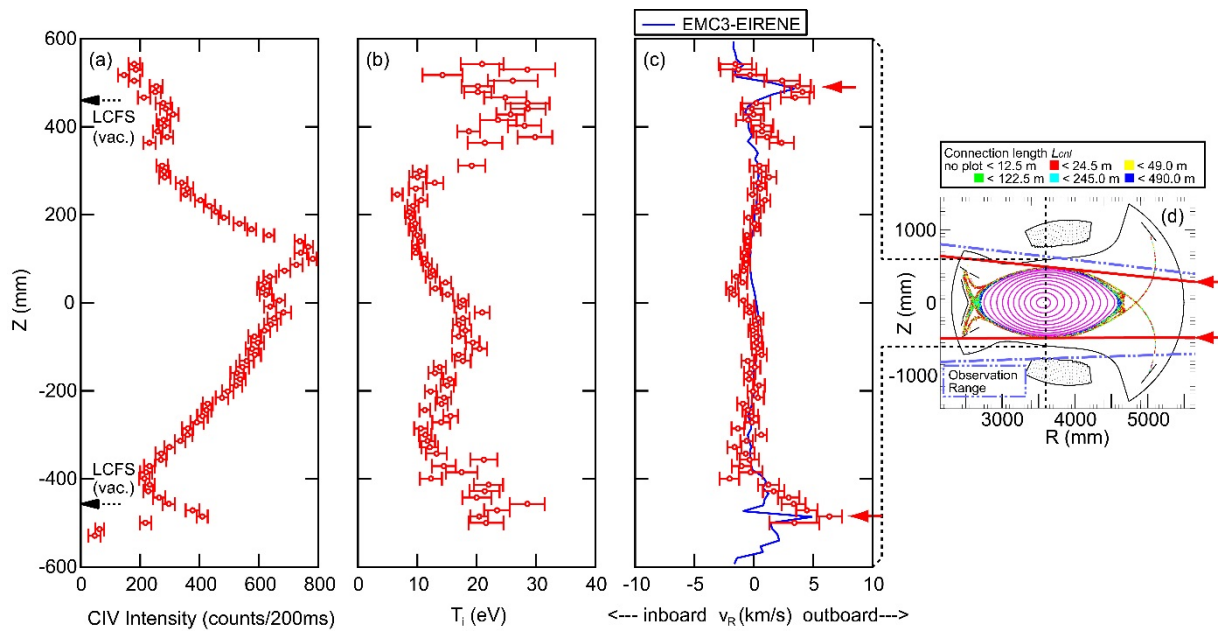 EMC3-EIRENE
600
400
200
0
-200
-400
-600
Z (mm)
(a)
LCFS
(vac.)
LCFS
(vac.)
0 200 400 600 800
CIV Intensity (counts/200ms)
(b)
0 10 20 30 40
Ti (eV)
(c)
-10 -5 0 5 10
<--- inboard vR(km/s) outboard--->
Connection length Lcnl
no plot < 12.5 m < 24.5 m < 49.0 m
< 122.5 m < 245.0 m < 490.0 m
(d)
1000
0
-1000
Z (mm)
Observation
Range
3000 4000 5000
R (mm)